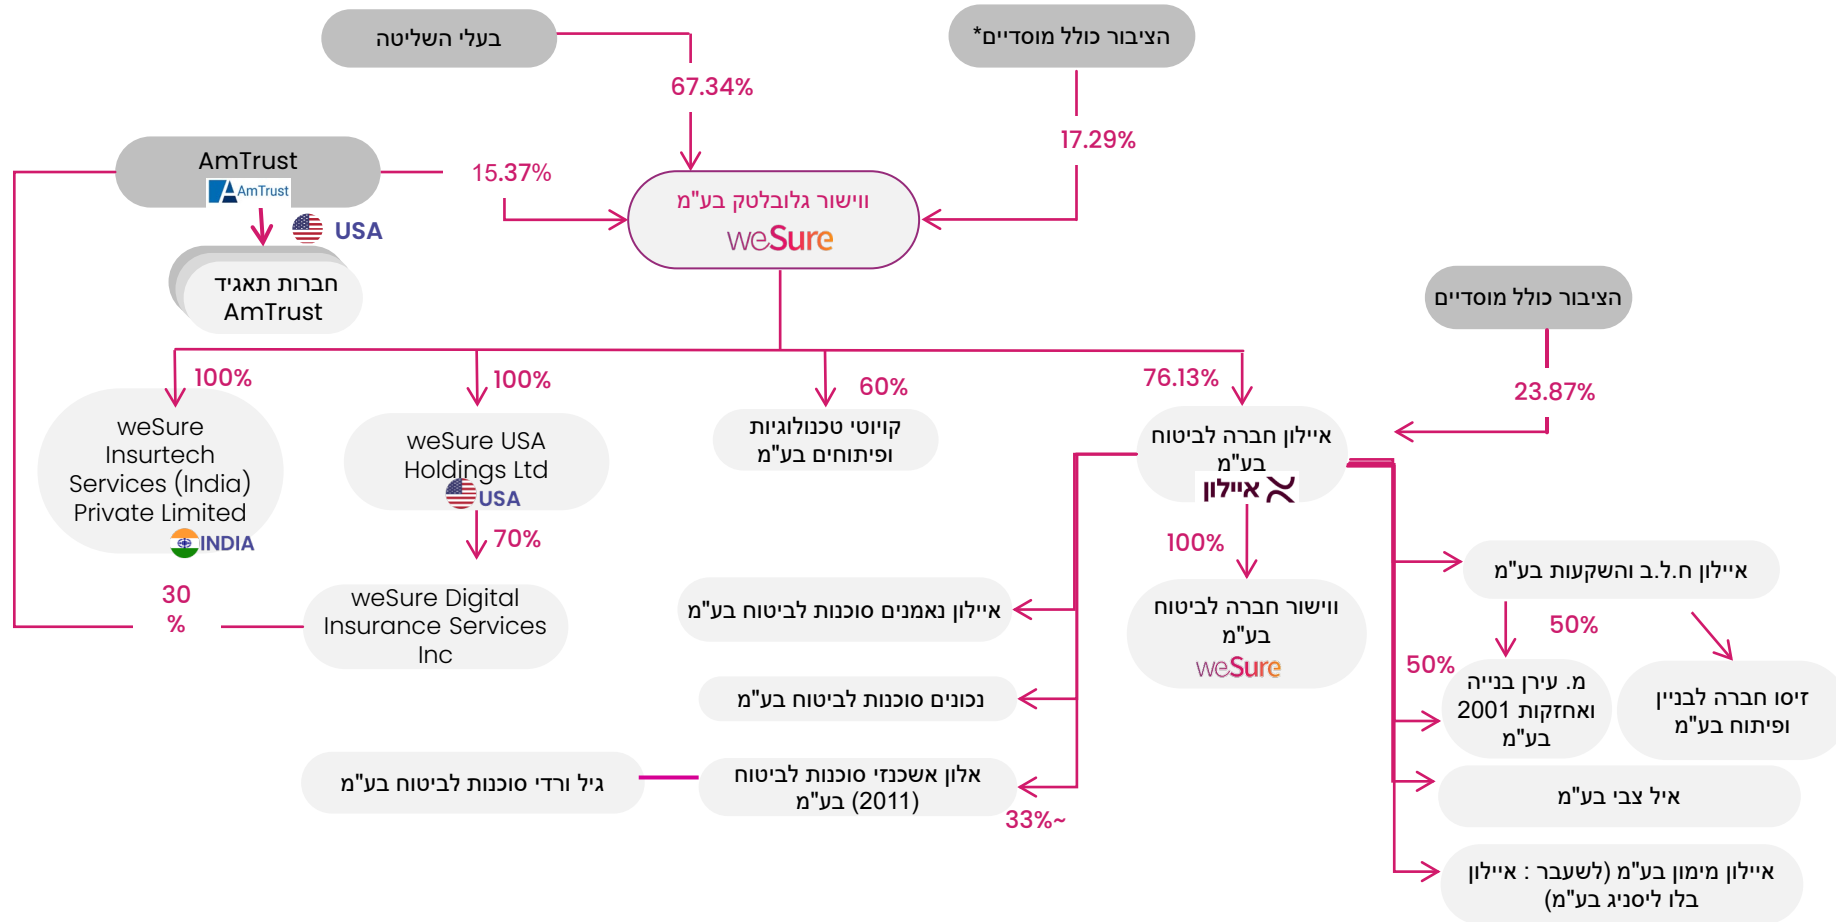 בעלי השליטה
הציבור כולל מוסדיים*
67.34%
17.29%
AmTrust
AmTrust
15.37%
ווישור גלובלטק בע"מ
weSure
USA
חברות תאגיד
AmTrust
הציבור כולל מוסדיים
100%
100%
60%
76.13%
23.87%
weSure
Insurtech
Services (India)
Private Limited
INDIA
weSure USA
Holdings Ltd
USA
קויוטי טכנולוגיות
ופיתוחים בע"מ
איילון חברה לביטוח
בע"מ
איילון
70%
100%
איילון ח.ל.ב והשקעות בע"מ
30
%
weSure Digital
Insurance Services
Inc
איילון נאמנים סוכנות לביטוח בע"מ
ווישור חברה לביטוח
בע"מ
weSure
50%
50%
נכונים סוכנות לביטוח בע"מ
מ. עירן בנייה
ואחזקות 2001
בע"מ
זיסו חברה לבניין
ופיתוח בע"מ
גיל ורדי סוכנות לביטוח בע"מ
אלון אשכנזי סוכנות לביטוח
(2011) בע"מ
33%~
איל צבי בע"מ
איילון מימון בע"מ (לשעבר : איילון
בלו ליסניג בע"מ)